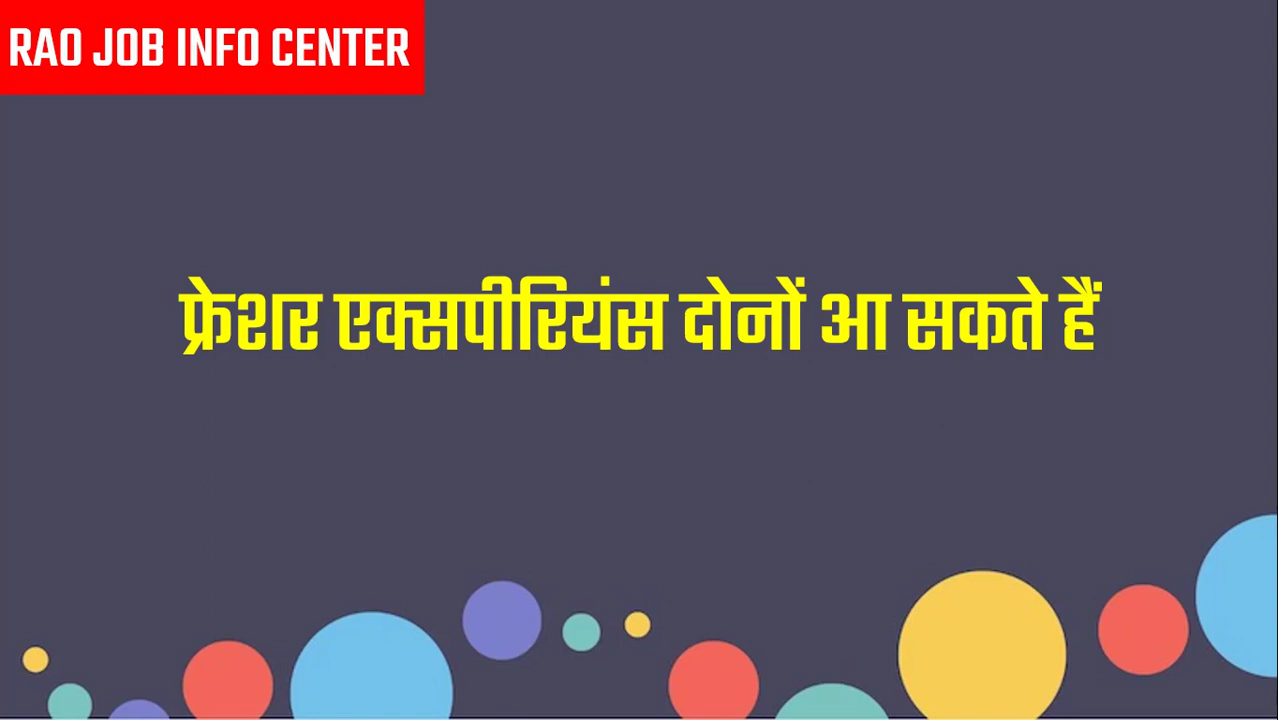 RAO JOB INFO CENTER
फ्रेशर एक्सपीरियंस दोनों आ सकते हैं